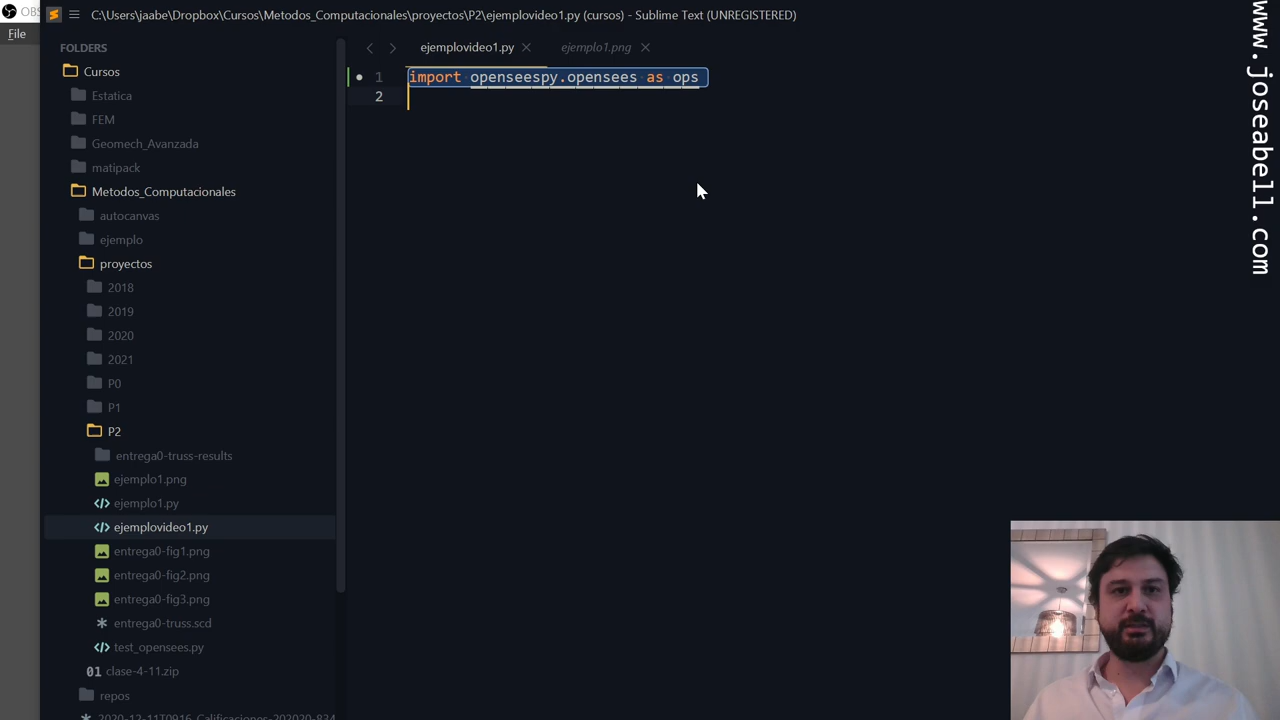 OBS
File
C:\Users\jaabe\Dropbox\Cursos\Metodos_Computacionales\proyectos\P2\ejemplovideo1.py (cursos) - Sublime Text (UNREGISTERED)
FOLDERS
Cursos
Estatica
FEM
Geomech_Avanzada
matipack
Metodos_Computacionales
autocanvas
ejemplo
proyectos
2018
2019
2020
2021
P0
P1
P2
entrega0-truss-results
ejemplo1.png
ejemplo1.py
ejemplovideo1.py
entrega0-fig1.png
entrega0-fig2.png
entrega0-fig3.png
entrega0-truss.scd
test_opensees.py
01 clase-4-11.zip
repos
ejemplovideo1.py
ejemplo1.png
1 import openseespy.opensees as ops
2
www.joseabell.com